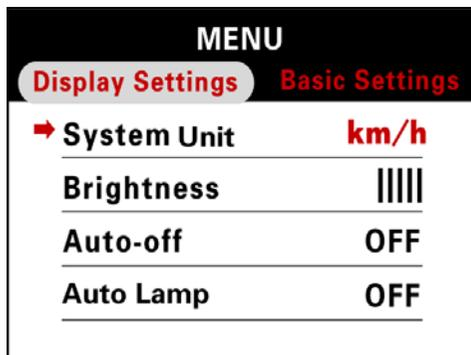 MENU
Display Settings Basic Settings
System Unit km/h
Brightness
Auto-off OFF
Auto Lamp OFF